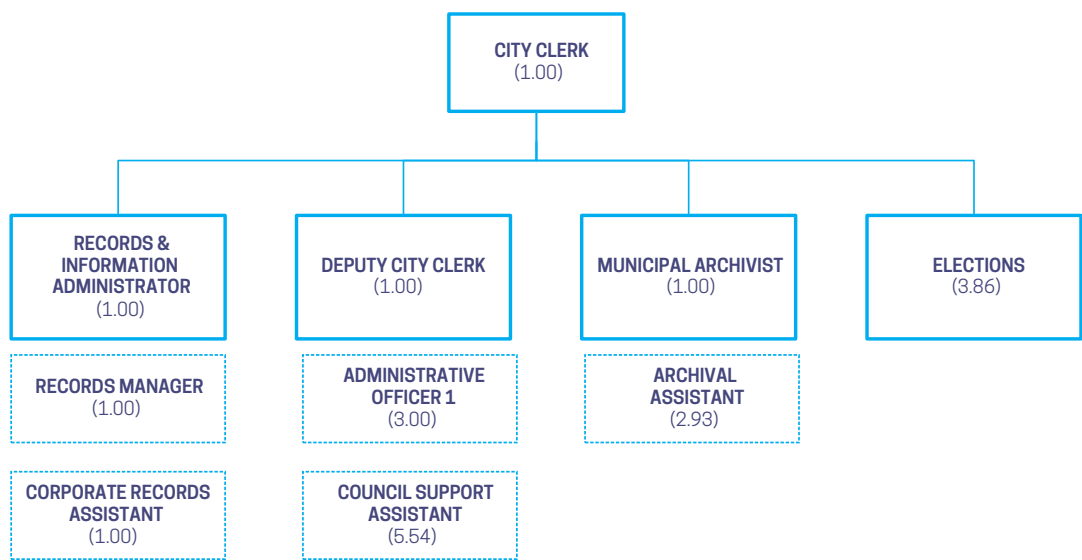 CITY CLERK
(1.00)
RECORDS &
INFORMATION
ADMINISTRATOR
(1.00)
DEPUTY CITY CLERK
(1.00)
MUNICIPAL ARCHIVIST
(1.00)
ELECTIONS
(3.86)
RECORDS MANAGER
(1.00)
ADMINISTRATIVE
OFFICER 1
(3.00)
ARCHIVAL
ASSISTANT
(2.93)
CORPORATE RECORDS
ASSISTANT
(1.00)
COUNCIL SUPPORT
ASSISTANT
(5.54)